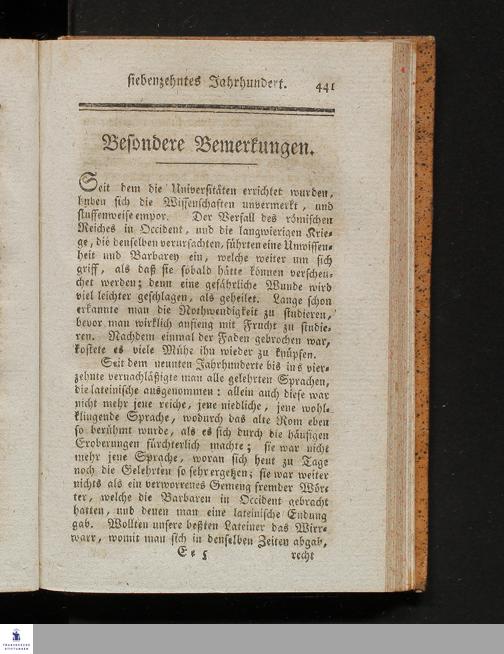 siebenzehntes Jahrhundert. 441
Besondere Bemerkungen.
Seit dem die Universitäten errichtet wurden,
huben sich die Wissenschaften unvermerkt, und
stuffenweise empor. Der Verfall des römischen
Reiches in Occident, und die langwierigen Krie-
ge, die denselben verursachten, führten eine Unwissen-
heit und Barbarey ein, welche weiter um sich
griff, als daß sie sobald hätte können verscheu-
chet werden; denn eine gefährliche Wunde wird
viel leichter geschlagen, als geheilet. Lange schon
erkannte man die Nothwendigkeit zu studieren,
bevor man wirklich anfieng mit Frucht zu studie-
ren. Nachdem einmal der Faden gebrochen war,
kostete es viele Mühe ihn wieder zu knüpfen.
Seit dem neunten Jahrhunderte bis ins vier-
zehnte vernachläßigte man alle gelehrten Sprachen,
die lateinische ausgenommen: allein auch diese war
nicht mehr jene reiche, jene niedliche, jene wohl-
klingende Sprache, wodurch das alte Rom eben
so berühmt wurde, als es sich durch die häufigen
Eroberungen fürchterlich machte; sie war nicht
mehr jene Sprache, woran sich heut zu Tage
noch die Gelehrten so sehr ergetzen; sie war weiter
nichts als ein verworrenes Gemeng fremder Wör-
ter, welche die Barbaren in Occident gebracht
hatten, und denen man eine lateinische Endung
gab. Wollten unsere beßten Lateiner das Wirr-
warr, womit man sich in denselben Zeiten abgab,
recht
FRANCKESCHE
STIFTUNGEN